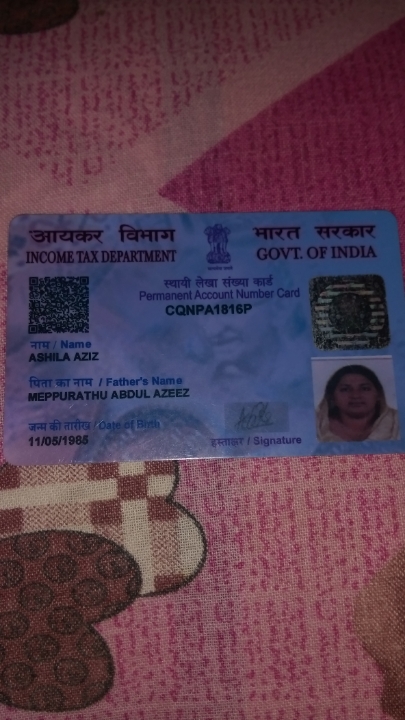 आयकर विभाग
INCOME TAX DEPARTMENT
भारत सरकार
GOVT. OF INDIA
स्थायी लेखा संख्या कार्ड
Permanent Account Number Card
CQNPA1816P
नाम / Name
ASHILA AZIZ
पिता का नाम / Father's Name
MEPPURATHU ABDUL AZEEZ
जन्म की तारीख / Date of Birth
11/05/1985
हस्ताक्षर / Signature